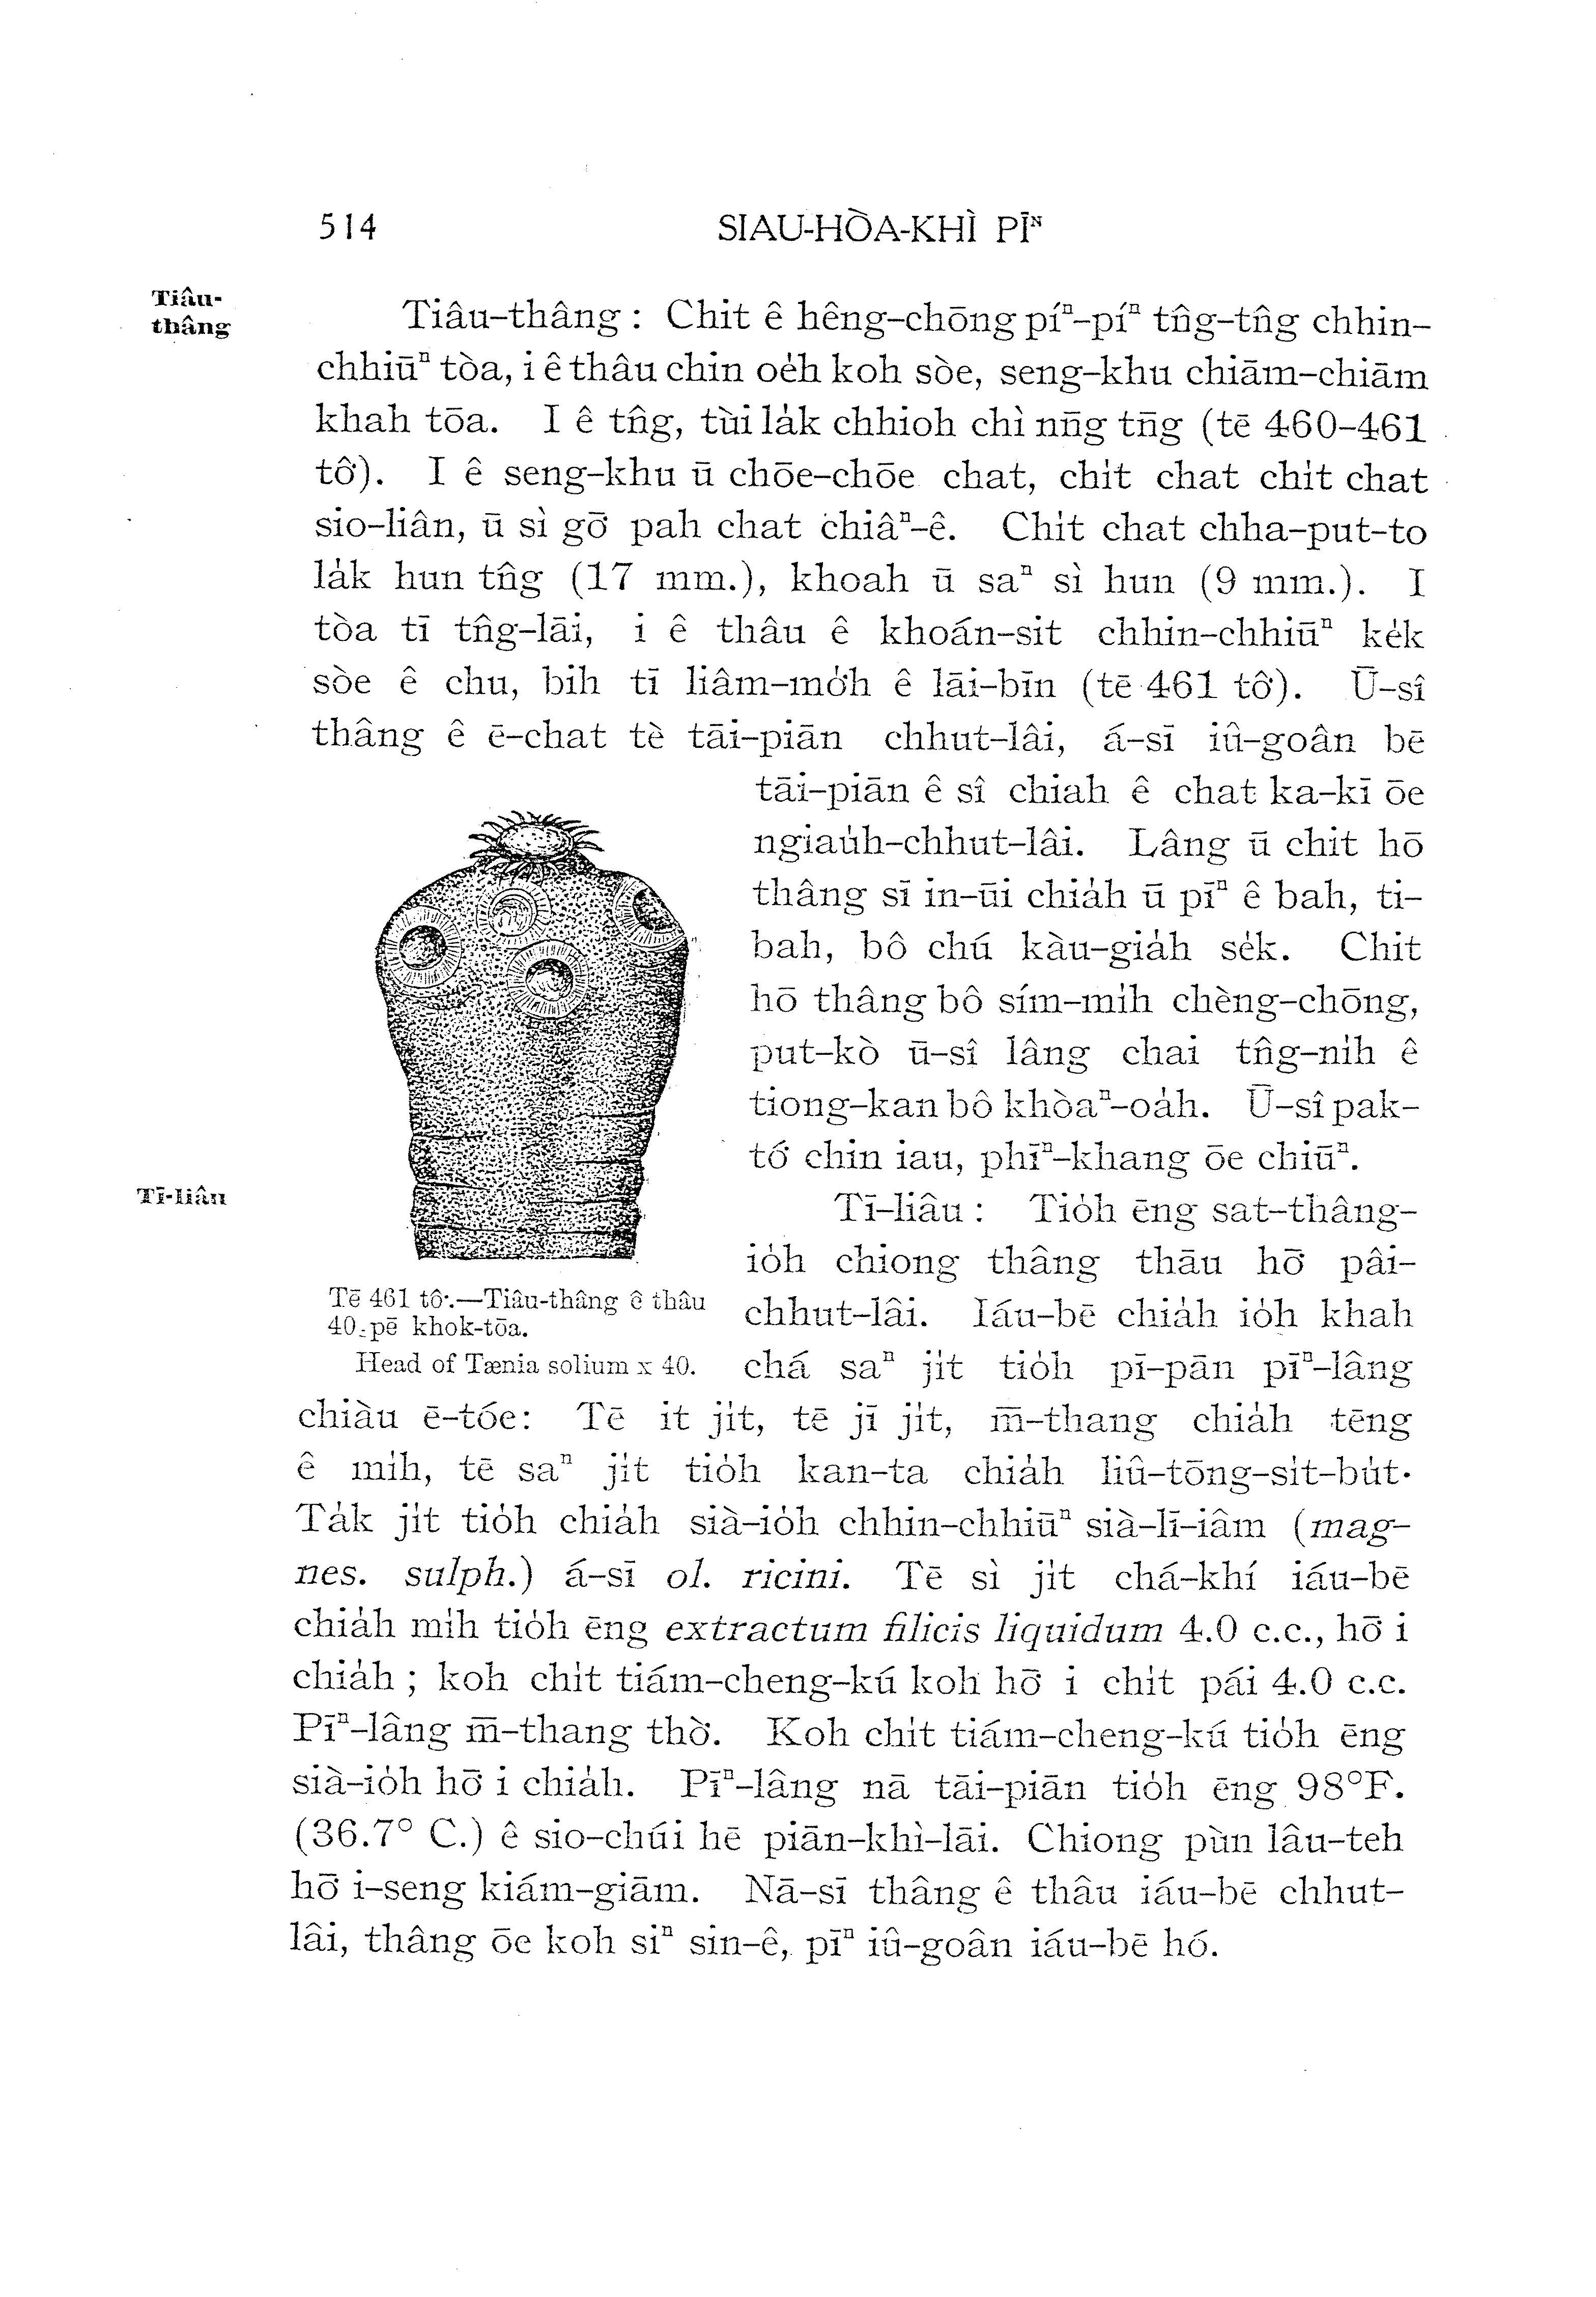 514 SIAU-HÒA-KHÌ PĪᴺ
Tiâu-
thâng
Tiâu-thâng : Chit ê hêng-chōng píⁿ-píⁿ tn̂g-tn̂g chhin-
chhiūⁿ tòa, i ê thâu chin oe̍h koh sòe, seng-khu chiām-chiām
khah tōa. I ê tn̂g, tùi la̍k chhioh chì nn̄g tn̄g (tē 460-461
tô͘). I ê seng-khu ū chōe-chōe chat, chi̍t chat chi̍t chat
sio-liân, ū sì gō͘ pah chat chiâⁿ-ê. Chi̍t chat chha-put-to
la̍k hun tn̂g (17 mm.), khoah ū saⁿ sì hun (9 mm.). I
tòa tī tn̂g-lāi, i ê thâu ê khoán-sit chhin-chhiūⁿ ke̍k
sòe ê chu, bih tī liâm-mo̍͘h ê lāi-bīn (tē 461 tô͘). Ū-sî
thâng ê ē-chat tè tāi-piān chhut-lâi, á-sī iû-goân bē
tāi-piān ê sî chiah ê chat ka-kī ōe
ngiau̍h-chhut-lâi. Lâng ū chit hō
thâng sī in-ūi chia̍h ū pīⁿ ê bah, ti-
bah, bô chú kàu-gia̍h se̍k. Chit
hō thâng bô sím-mi̍h chèng-chōng,
put-kò ū-sî lâng chai tn̂g-nih ê
tiong-kan bô khòaⁿ-oa̍h. Ū-sî pak-
tó͘ chin iau, phīⁿ-khang ōe chiūⁿ.
Tī-liâu
Tī-liâu : Tio̍h ēng sat-thâng-
io̍h chiong thâng thāu hō͘ pâi-
chhut-lâi. Iáu-bē chia̍h io̍h khah
chá saⁿ ji̍t tio̍h pī-pān pīⁿ-lâng
chiàu ē-tóe: Tē it ji̍t, tē jī ji̍t, m̄-thang chia̍h tēng
ê mi̍h, tē saⁿ ji̍t tio̍h kan-ta chia̍h liû-tōng-si̍t-bu̍t.
Ta̍k ji̍t tio̍h chia̍h sià-io̍h chhin-chhiūⁿ sià-lī-iâm (mag-
nes. sulph.) á-sī ol. ricini. Tē sì ji̍t chá-khí iáu-bē
chia̍h mi̍h tio̍h ēng extractum filicis liquidum 4.0 c.c., hō͘ i
chia̍h ; koh chi̍t tiám-cheng-kú koh hō͘ i chi̍t pái 4.0 c.c.
Pīⁿ-lâng m̄-thang thò͘. Koh chi̍t tiám-cheng-kú tio̍h ēng
sià-io̍h hō͘ i chia̍h. Pīⁿ-lâng nā tāi-piān tio̍h ēng 98°F.
(36.7° C.) ê sio-chúi hē piān-khì-lāi. Chiong pùn lâu-teh
hō͘ i-seng kiám-giām. Nā-sī thâng ê thâu iáu-bē chhut-
lâi, thâng ōe koh siⁿ sin-ê, pīⁿ iû-goân iáu-bē hó.
Tē 461 tô͘.—Tiâu-thâng ê thâu
40-pē khok-tōa.
Head of Tænia solium x 40.